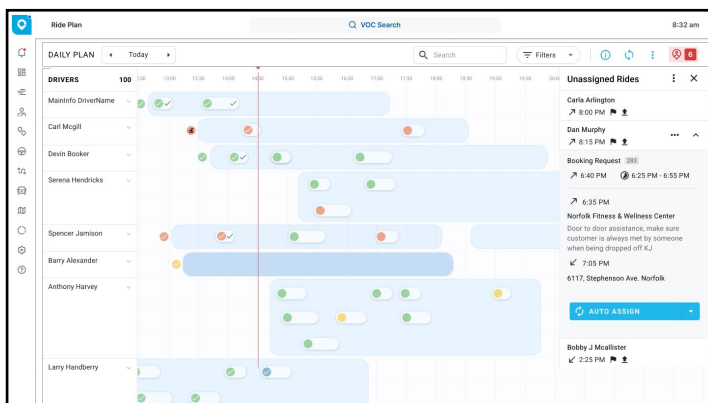 Ride Plan
VOC Search
8:32 am
DAILY PLAN
Today
Search
Filters
6
DRIVERS 100
13:00 13:30 14:00 16:00 15:30 16:00 17:00 17:30 18:00 18:30 19:00 19:30
MainInfo DriverName
Carl Mcgill
Devin Booker
Serena Hendricks
Spencer Jamison
Barry Alexander
Anthony Harvey
Larry Handberry
Unassigned Rides
Carla Arlington
8:00 PM
Dan Murphy
8:15 PM
Booking Request 283
6:40 PM 6:25 PM - 6:55 PM
6:35 PM
Norfolk Fitness & Wellness Center
Door to door assistance, make sure
customer is always met by someone
when being dropped off KJ
7:05 PM
6117, Stephenson Ave. Norfolk
AUTO ASSIGN
Bobby J Mcallister
2:25 PM